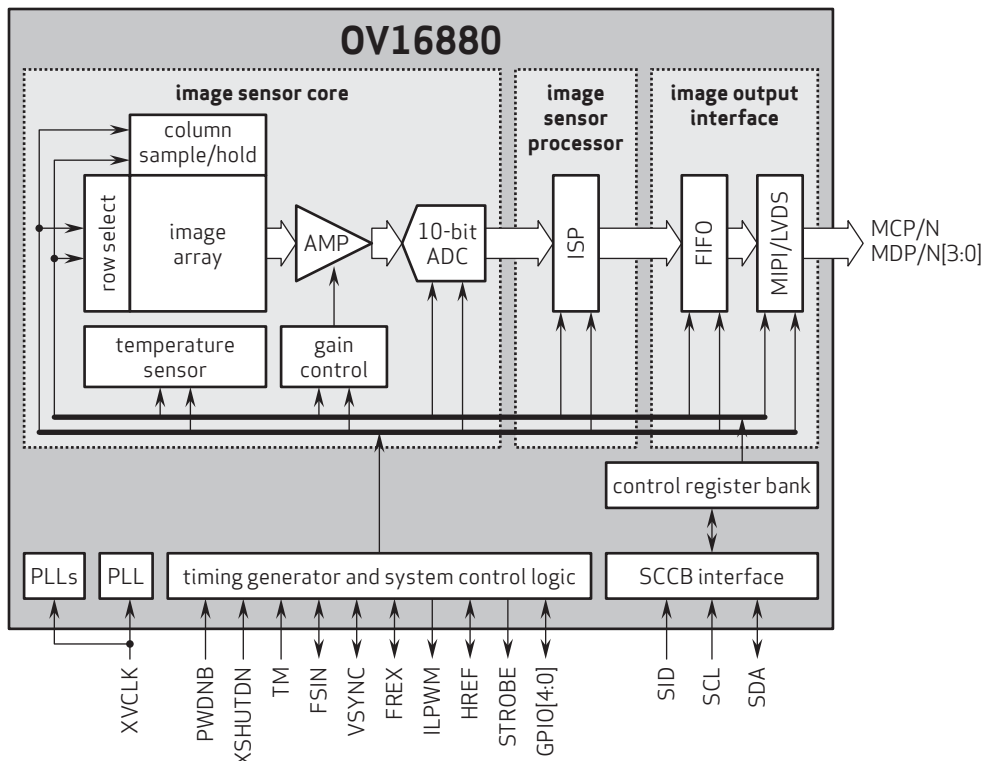 OV16880
image sensor core
image
sensor
processor
image output
interface
column
sample/hold
row select
image
array
AMP
10-bit
ADC
ISP
FIFO
MIPI/LVDS
MCP/N
MDP/N[3:0]
temperature
sensor
gain
control
control register bank
PLLs
PLL
timing generator and system control logic
SCCB interface
XVCLK
PWDNB
XSHUTDN
TM
FSIN
VSYNC
FREX
ILPWM
HREF
STROBE
GPIO[4:0]
SID
SCL
SDA